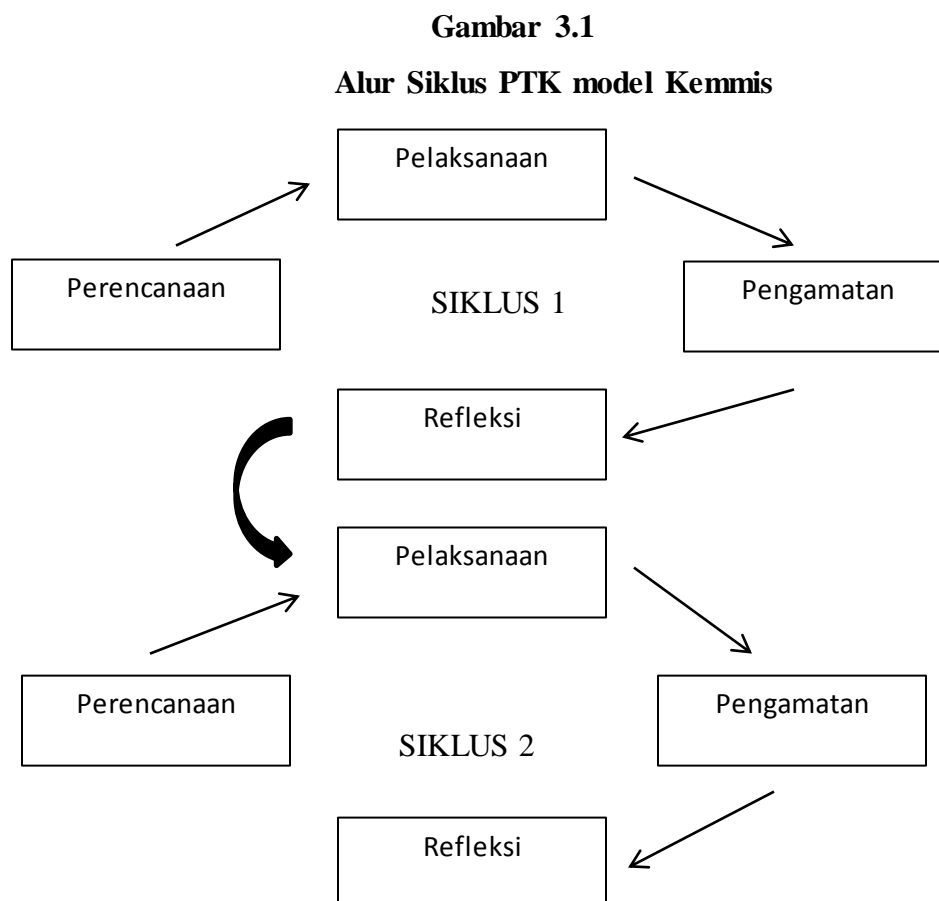 Gambar 3.1
Alur Siklus PTK model Kemmis
Pelaksanaan
Perencanaan
SIKLUS 1
Pengamatan
Refleksi
Pelaksanaan
Perencanaan
Pengamatan
SIKLUS 2
Refleksi